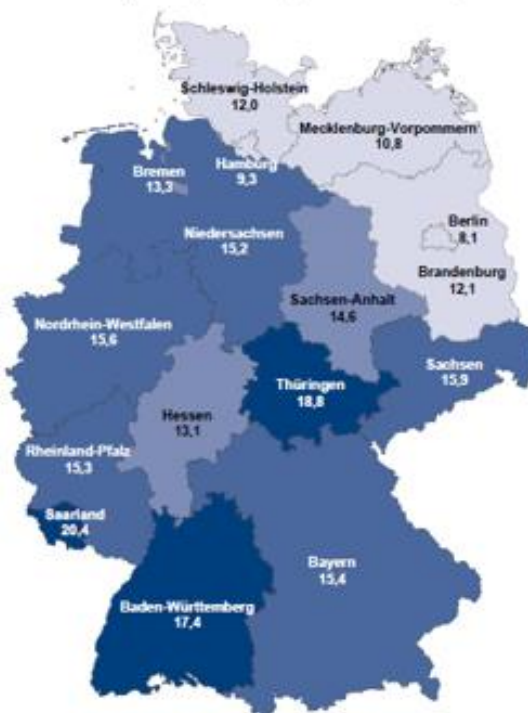 Schleswig-Holstein
12,0
Mecklenburg-Vorpommern
10,8
Hamburg
9,3
Bremen
13,3
Berlin
8,1
Niedersachsen
15,2
Brandenburg
12,1
Sachsen-Anhalt
14,6
Nordrhein-Westfalen
15,6
Sachsen
15,9
Thüringen
18,8
Hessen
13,1
Rheinland-Pfalz
15,3
Saarland
20,4
Bayern
15,4
Baden-Württemberg
17,4